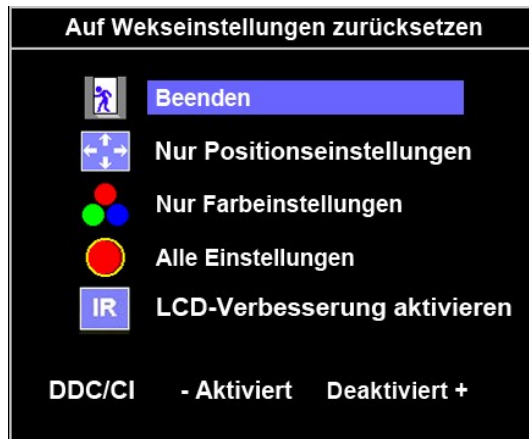 Auf Wekseinstellungen zurücksetzen
Beenden
Nur Positionseinstellungen
Nur Farbeinstellungen
Alle Einstellungen
IR LCD-Verbesserung aktivieren
DDC/CI - Aktiviert Deaktiviert +